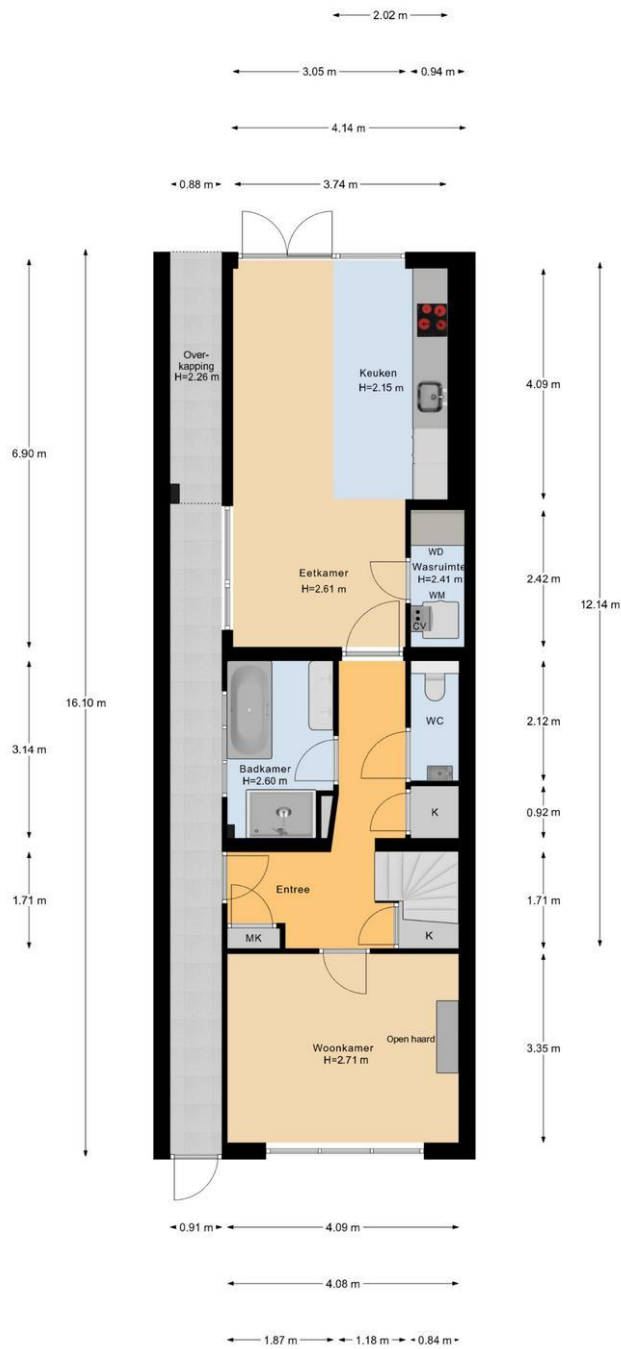 2.02 m
3.05 m
0.94 m
4.14 m
0.88 m
3.74 m
Over-
kapping
H=2.26 m
Keuken
H=2.15 m
4.09 m
6.90 m
WD
Wasruimte
H=2.41 m
WM
CV
Eetkamer
H=2.61 m
2.42 m
12.14 m
16.10 m
WC
2.12 m
3.14 m
Badkamer
H=2.60 m
K
0.92 m
Entree
1.71 m
1.71 m
MK
K
Open haard
Woonkamer
H=2.71 m
3.35 m
0.91 m
4.09 m
4.08 m
1.87 m
1.18 m
0.84 m